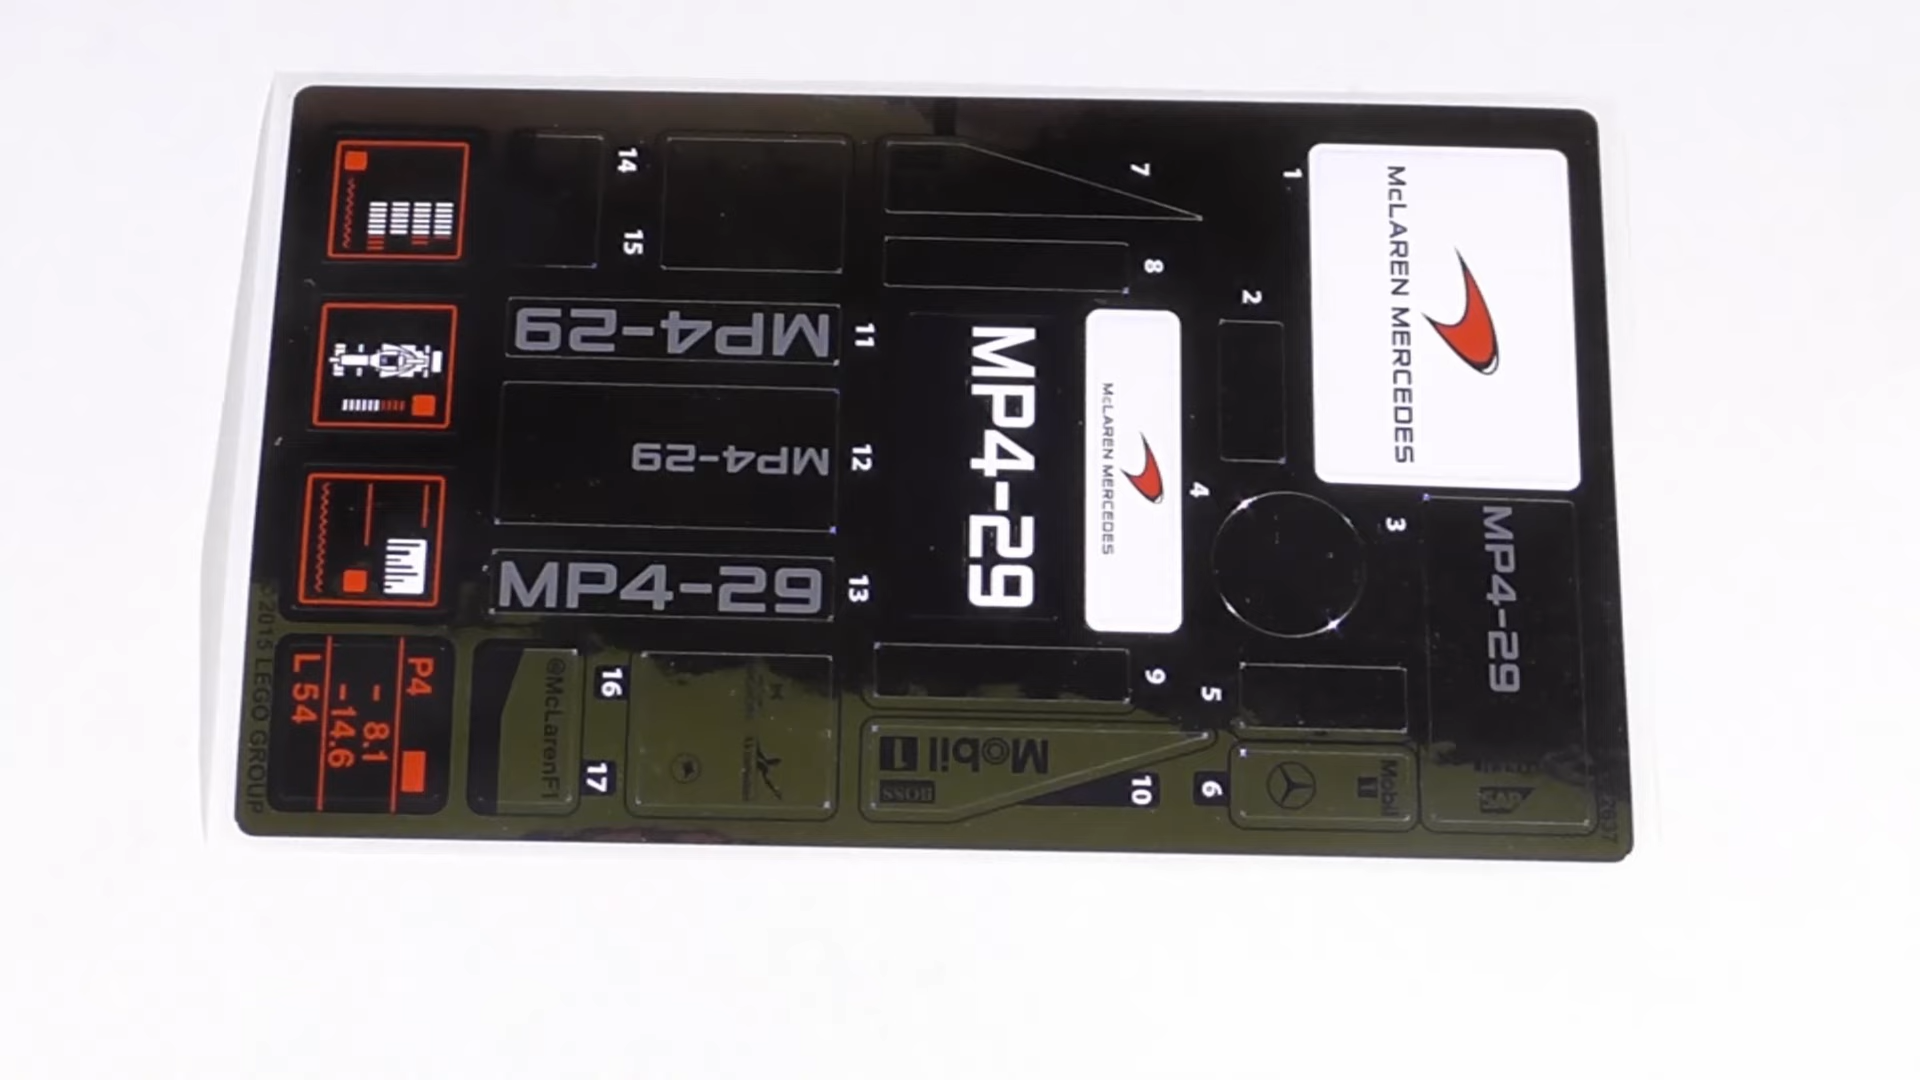 1
McLAREN MERCEDES
2
3
MP4-29
SAP
4
McLAREN MERCEDES
MP4-29
5
6
Mobil
1
7
8
9
10
Mobil 1
BOSS
11
MP4-29
12
MP4-29
13
MP4-29
14
15
16
17
@McLarenF1
P4
- 8.1
-14.6
L 54
©2015 LEGO GROUP